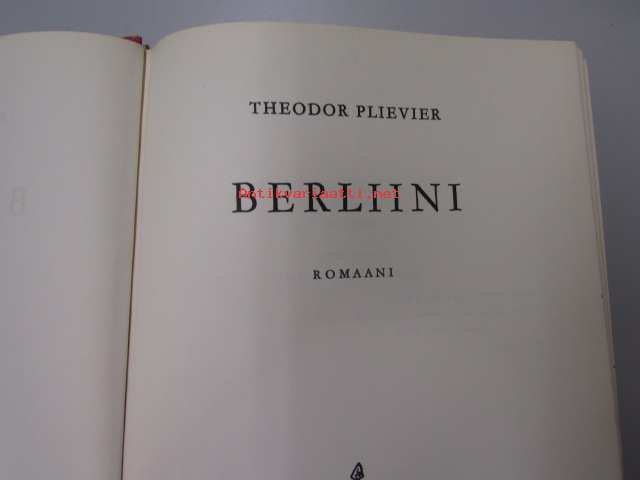 THEODOR PLIEVIER
BERLIINI
Antikvariaatti.net
ROMAANI